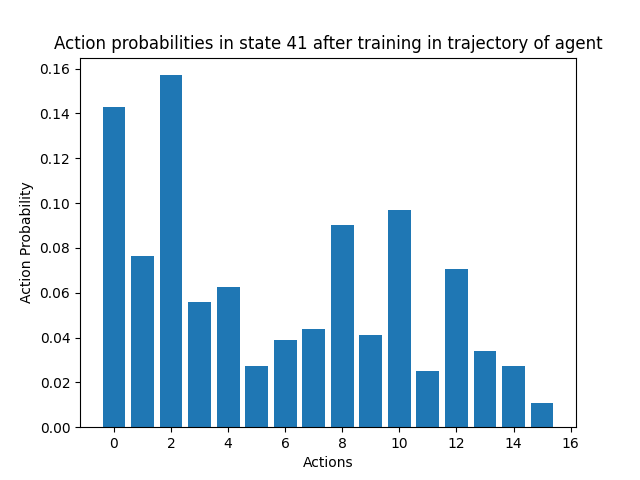 Action probabilities in state 41 after training in trajectory of agent
0.16
0.14
0.12
0.10
0.08
0.06
0.04
0.02
0.00
Action Probability
0 2 4 6 8 10 12 14 16
Actions